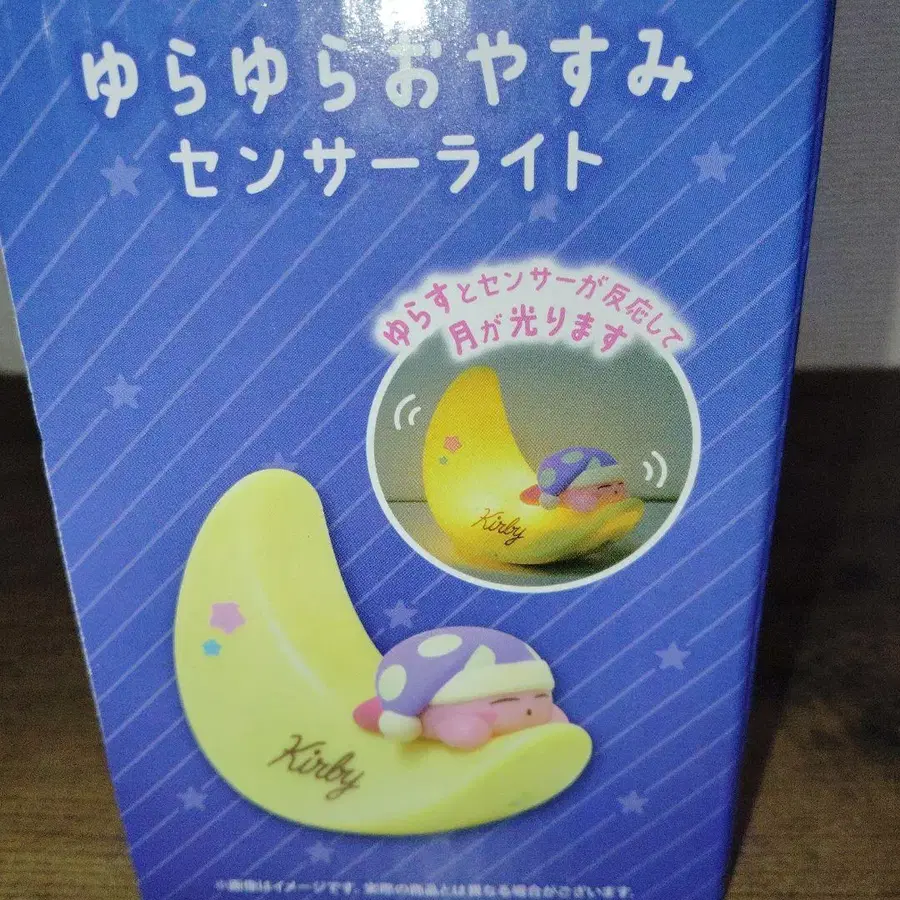 ゆらゆらおやすみ
センサーライト
ゆらすとセンサーが反応して
月が光ります
Kirby
Kirby
※画像はイメージです。実際の商品とは異なる場合がございます。